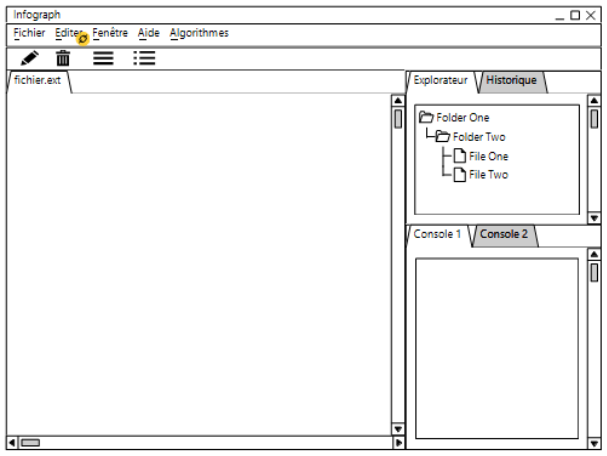 Infograph
Fichier Editer Fenêtre Aide Algorithmes
fichier.ext
Explorateur Historique
Folder One
Folder Two
File One
File Two
Console 1 Console 2